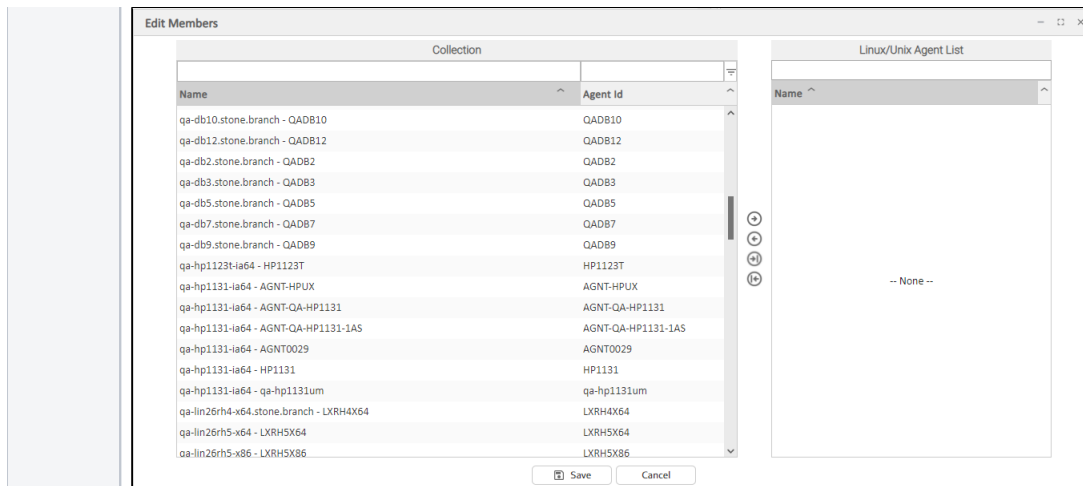 Edit Members
Collection
Linux/Unix Agent List
Name Agent Id
Name
qa-db10.stone.branch - QADB10 QADB10
qa-db12.stone.branch - QADB12 QADB12
qa-db2.stone.branch - QADB2 QADB2
qa-db3.stone.branch - QADB3 QADB3
qa-db5.stone.branch - QADB5 QADB5
qa-db7.stone.branch - QADB7 QADB7
qa-db9.stone.branch - QADB9 QADB9
qa-hp1123t-ia64 - HP1123T HP1123T
qa-hp1131-ia64 - AGNT-HPUX AGNT-HPUX
qa-hp1131-ia64 - AGNT-QA-HP1131 AGNT-QA-HP1131
qa-hp1131-ia64 - AGNT-QA-HP1131-1AS AGNT-QA-HP1131-1AS
qa-hp1131-ia64 - AGNT0029 AGNT0029
qa-hp1131-ia64 - HP1131 HP1131
qa-hp1131-ia64 - qa-hp1131um qa-hp1131um
qa-lin26rh4-x64.stone.branch - LXRH4X64 LXRH4X64
qa-lin26rh5-x64 - LXRH5X64 LXRH5X64
qa-lin26rh5-x86 - LXRH5X86 LXRH5X86
-- None --
Save Cancel